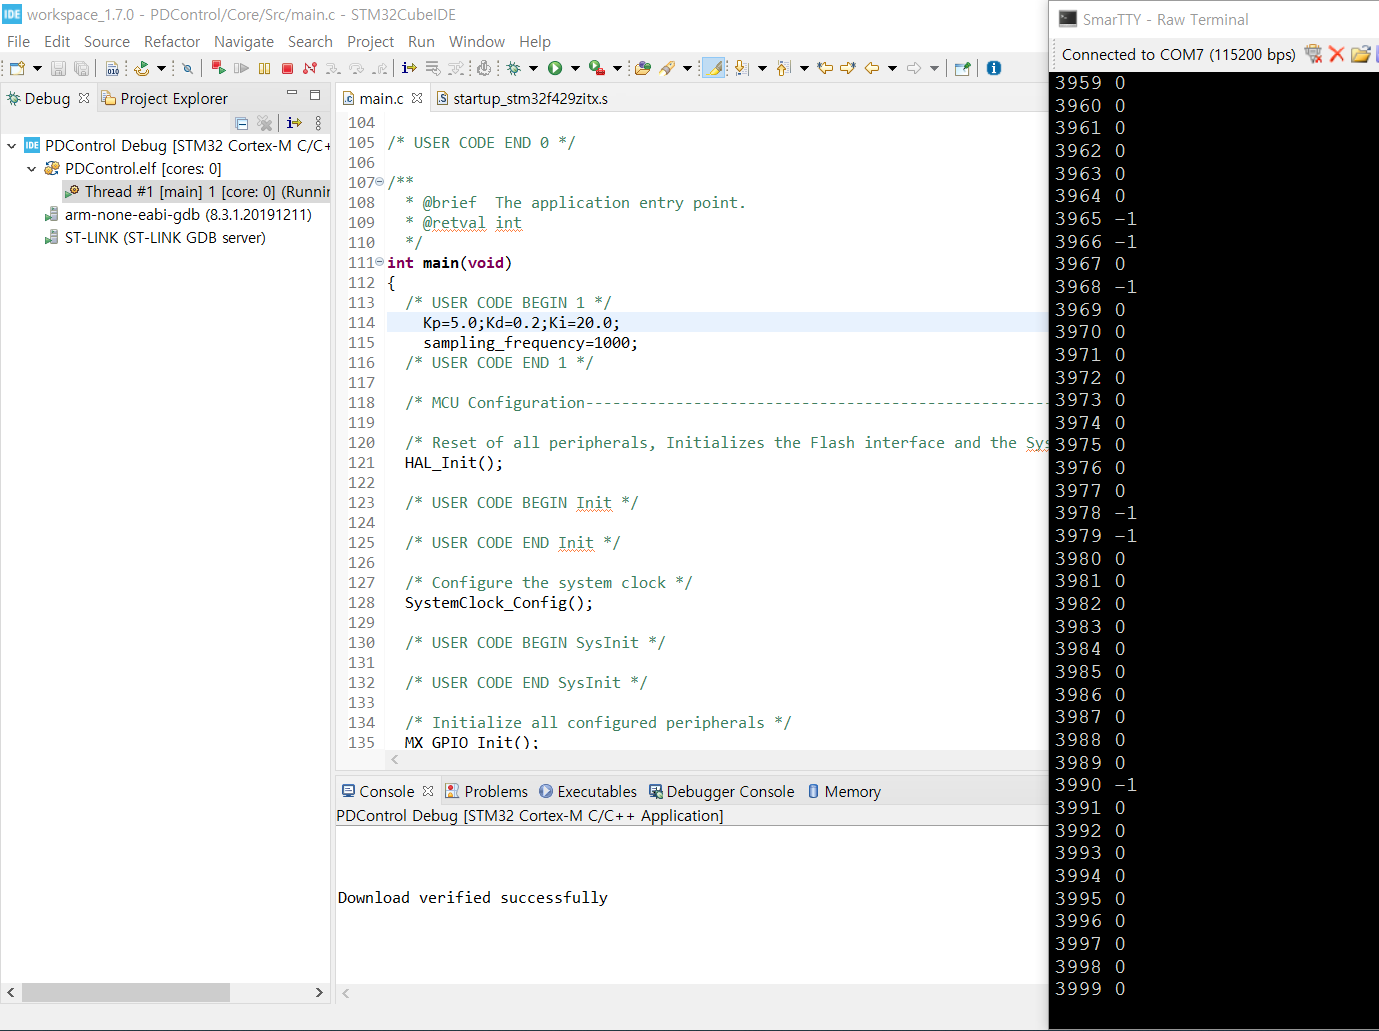 IDE workspace_1.7.0 - PDControl/Core/Src/main.c - STM32CubeIDE
File Edit Source Refactor Navigate Search Project Run Window Help
Debug Project Explorer
IDE PDControl Debug [STM32 Cortex-M C/C+
PDControl.elf [cores: 0]
Thread #1 [main] 1 [core: 0] (Runnin
arm-none-eabi-gdb (8.3.1.20191211)
ST-LINK (ST-LINK GDB server)
main.c startup_stm32f429zitx.s
104
105 /* USER CODE END 0 */
106
107 /**
108 * @brief  The application entry point.
109 * @retval int
110 */
111 int main(void)
112 {
113 /* USER CODE BEGIN 1 */
114 Kp=5.0;Kd=0.2;Ki=20.0;
115 sampling_frequency=1000;
116 /* USER CODE END 1 */
117
118 /* MCU Configuration---------------------------------------------------
119
120 /* Reset of all peripherals, Initializes the Flash interface and the Sys
121 HAL_Init();
122
123 /* USER CODE BEGIN Init */
124
125 /* USER CODE END Init */
126
127 /* Configure the system clock */
128 SystemClock_Config();
129
130 /* USER CODE BEGIN SysInit */
131
132 /* USER CODE END SysInit */
133
134 /* Initialize all configured peripherals */
135 MX_GPIO_Init();
Console Problems Executables Debugger Console Memory
PDControl Debug [STM32 Cortex-M C/C++ Application]
Download verified successfully
SmarTTY - Raw Terminal
Connected to COM7 (115200 bps)
3959 0
3960 0
3961 0
3962 0
3963 0
3964 0
3965 -1
3966 -1
3967 0
3968 -1
3969 0
3970 0
3971 0
3972 0
3973 0
3974 0
3975 0
3976 0
3977 0
3978 -1
3979 -1
3980 0
3981 0
3982 0
3983 0
3984 0
3985 0
3986 0
3987 0
3988 0
3989 0
3990 -1
3991 0
3992 0
3993 0
3994 0
3995 0
3996 0
3997 0
3998 0
3999 0